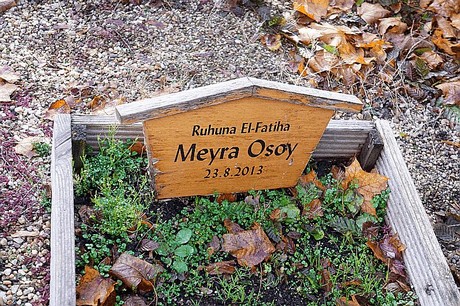 Ruhuna El-Fatiha
Meyra Osoy
23.8.2013